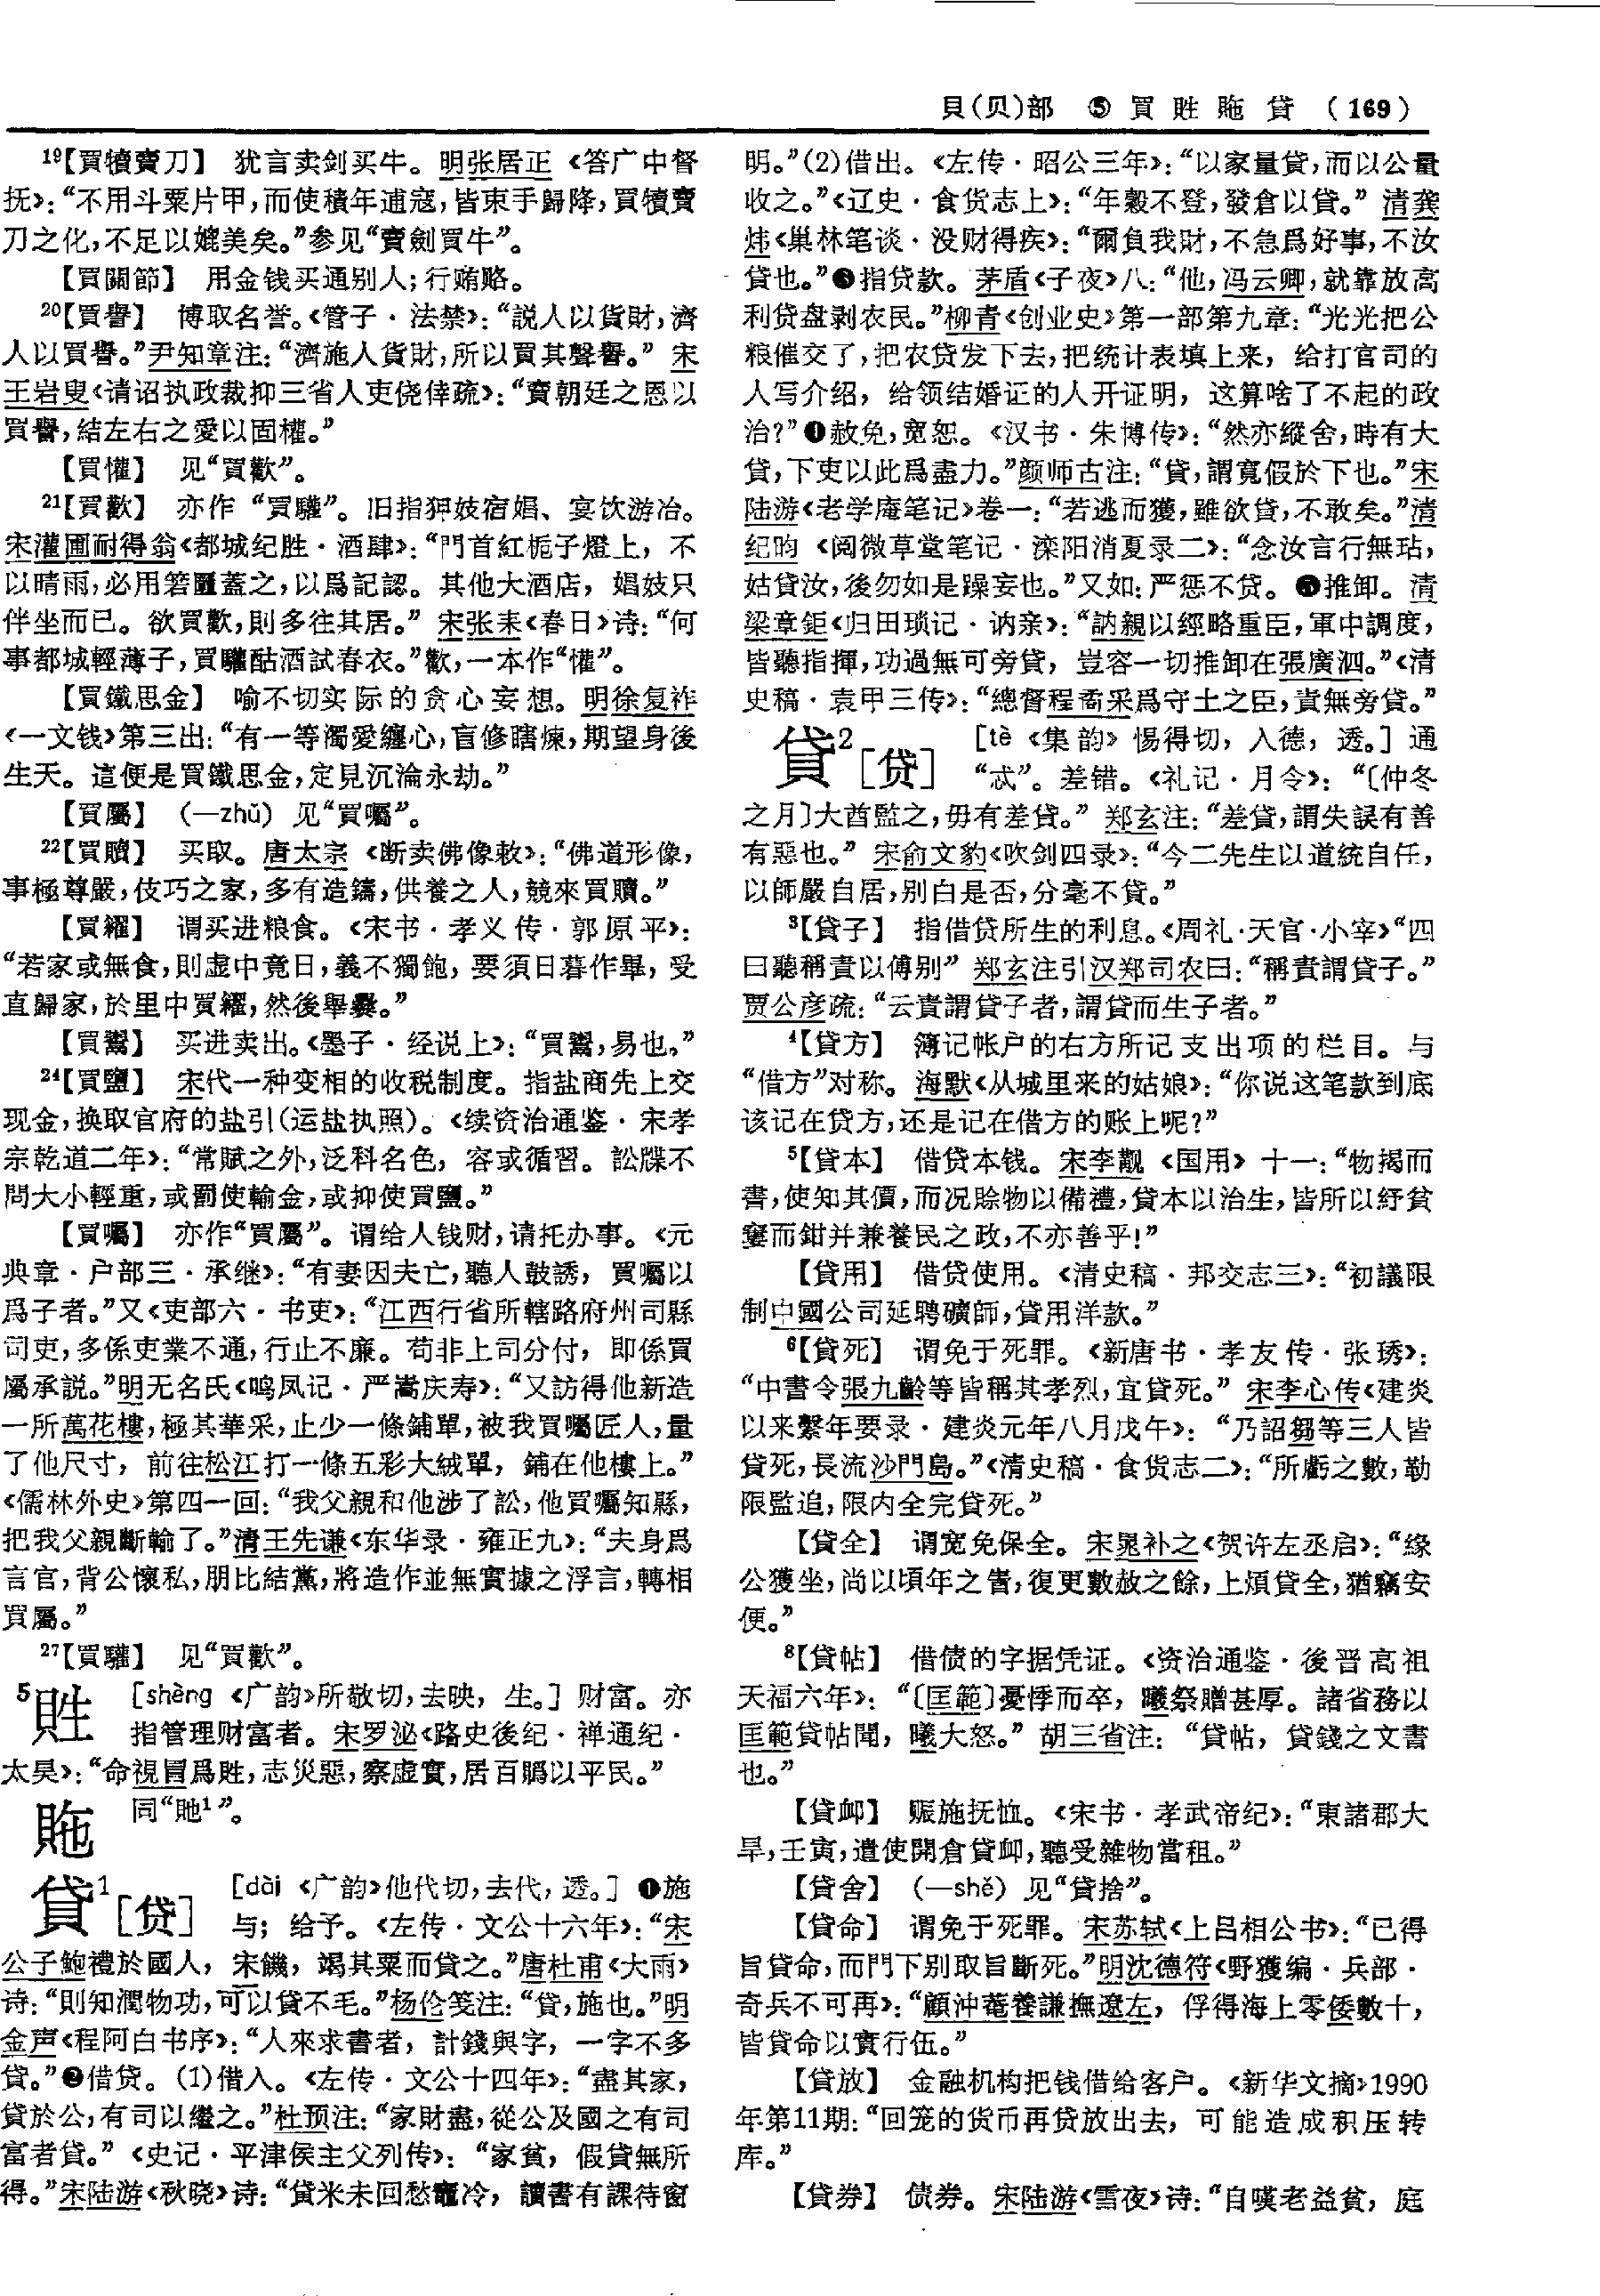 貝(贝)部 ⑤ 買 貹 貤 貸 (169)
19【買犢賣刀】 犹言卖剑买牛。明张居正《答广中督
抚》：“不用斗粟片甲，而使積年逋寇，皆束手歸降，買犢賣
刀之化，不足以媲美矣。”参见“賣劍買牛”。
【買關節】 用金钱买通别人；行贿赂。
20【買譽】 博取名誉。《管子·法禁》：“説人以貨財，濟
人以買譽。”尹知章注：“濟施人貨財，所以買其聲譽。” 宋
王岩叟《请诏执政裁抑三省人吏侥倖疏》：“賣朝廷之恩以
買譽，結左右之愛以固權。”
【買懽】 见“買歡”。
21【買歡】 亦作“買驩”。旧指狎妓宿娼、宴饮游冶。
宋灌圃耐得翁《都城纪胜·酒肆》：“門首紅栀子燈上，不
以晴雨，必用箬𠥔蓋之，以爲記認。其他大酒店，娼妓只
伴坐而已。欲買歡，則多往其居。” 宋张耒《春日》诗：“何
事都城輕薄子，買驩酤酒試春衣。”歡，一本作“懽”。
【買鐵思金】 喻不切实际的贪心妄想。明徐复祚
《一文钱》第三出：“有一等濁愛纏心，盲修瞎煉，期望身後
生天。這便是買鐵思金，定見沉淪永劫。”
【買屬】 (—zhǔ) 见“買囑”。
22【買贖】 买取。唐太宗《断卖佛像敕》：“佛道形像，
事極尊嚴，伎巧之家，多有造鑄，供養之人，競來買贖。”
【買糴】 谓买进粮食。《宋书·孝义传·郭原平》：
“若家或無食，則虚中竟日，義不獨飽，要須日暮作畢，受
直歸家，於里中買糴，然後舉爨。”
【買鬻】 买进卖出。《墨子·经说上》：“買鬻，易也。”
24【買鹽】 宋代一种变相的收税制度。指盐商先上交
现金，换取官府的盐引(运盐执照)。《续资治通鉴·宋孝
宗乾道二年》：“常賦之外，泛科名色，容或循習。訟牒不
問大小輕重，或罰使輸金，或抑使買鹽。”
【買囑】 亦作“買屬”。谓给人钱财，请托办事。《元
典章·户部三·承继》：“有妻因夫亡，聽人鼓誘，買囑以
爲子者。”又《吏部六·书吏》：“江西行省所轄路府州司縣
司吏，多係吏業不通，行止不廉。苟非上司分付，即係買
屬承説。”明无名氏《鸣凤记·严嵩庆寿》：“又訪得他新造
一所萬花樓，極其華采，止少一條鋪單，被我買囑匠人，量
了他尺寸，前往松江打一條五彩大絨單，鋪在他樓上。”
《儒林外史》第四一回：“我父親和他涉了訟，他買囑知縣，
把我父親斷輸了。”清王先谦《东华录·雍正九》：“夫身爲
言官，背公懷私，朋比結黨，將造作並無實據之浮言，轉相
買屬。”
27【買驩】 见“買歡”。
5貹 [shèng 《广韵》所敬切，去映，生。] 财富。亦
指管理财富者。宋罗泌《路史後纪·禅通纪·
太昊》：“命視冒爲貹，志災惡，察虚實，居百賵以平民。”
貤 同“貤1”。
貸1[贷] [dài 《广韵》他代切，去代，透。] ❶施
与；给予。《左传·文公十六年》：“宋
公子鮑禮於國人，宋饑，竭其粟而貸之。”唐杜甫《大雨》
诗：“則知潤物功，可以貸不毛。”杨伦笺注：“貸，施也。”明
金声《程阿白书序》：“人來求書者，計錢與字，一字不多
貸。”❷借贷。(1)借入。《左传·文公十四年》：“盡其家，
貸於公，有司以繼之。”杜预注：“家財盡，從公及國之有司
富者貸。”《史记·平津侯主父列传》：“家貧，假貸無所
得。”宋陆游《秋晓》诗：“貸米未回愁竈冷，讀書有課待窗
明。”(2)借出。《左传·昭公三年》：“以家量貸，而以公量
收之。”《辽史·食货志上》：“年穀不登，發倉以貸。” 清龚
炜《巢林笔谈·没财得疾》：“爾負我財，不急爲好事，不汝
貸也。”❸指贷款。茅盾《子夜》八：“他，冯云卿，就靠放高
利贷盘剥农民。”柳青《创业史》第一部第九章：“光光把公
粮催交了，把农贷发下去，把统计表填上来，给打官司的
人写介绍，给领结婚证的人开证明，这算啥了不起的政
治？”❹赦免，宽恕。《汉书·朱博传》：“然亦縱舍，時有大
貸，下吏以此爲盡力。”颜师古注：“貸，謂寬假於下也。”宋
陆游《老学庵笔记》卷一：“若逃而獲，雖欲貸，不敢矣。”清
纪昀《阅微草堂笔记·滦阳消夏录二》：“念汝言行無玷，
姑貸汝，後勿如是躁妄也。”又如：严惩不贷。❺推卸。清
梁章鉅《归田琐记·讷亲》：“訥親以經略重臣，軍中調度，
皆聽指揮，功過無可旁貸，豈容一切推卸在張廣泗。”《清
史稿·袁甲三传》：“總督程矞采爲守土之臣，責無旁貸。”
貸2[贷] [tè 《集韵》惕得切，入德，透。] 通
“忒”。差错。《礼记·月令》：“〔仲冬
之月〕大酋監之，毋有差貸。” 郑玄注：“差貸，謂失誤有善
有惡也。” 宋俞文豹《吹剑四录》：“今二先生以道統自任，
以師嚴自居，别白是否，分毫不貸。”
3【貸子】 指借贷所生的利息。《周礼·天官·小宰》“四
曰聽稱責以傅别” 郑玄注引汉郑司农曰：“稱責謂貸子。”
贾公彦疏：“云責謂貸子者，謂貸而生子者。”
4【貸方】 簿记帐户的右方所记支出项的栏目。与
“借方”对称。海默《从城里来的姑娘》：“你说这笔款到底
该记在贷方，还是记在借方的账上呢？”
5【貸本】 借贷本钱。宋李觏《国用》十一：“物揭而
書，使知其價，而况賒物以備禮，貸本以治生，皆所以紓貧
窶而鉗并兼養民之政，不亦善乎！”
【貸用】 借贷使用。《清史稿·邦交志三》：“初議限
制中國公司延聘礦師，貸用洋款。”
6【貸死】 谓免于死罪。《新唐书·孝友传·张琇》：
“中書令張九齡等皆稱其孝烈，宜貸死。” 宋李心传《建炎
以来繫年要录·建炎元年八月戊午》：“乃詔芻等三人皆
貸死，長流沙門島。”《清史稿·食货志二》：“所虧之數，勒
限監追，限内全完貸死。”
【貸全】 谓宽免保全。宋晁补之《贺许左丞启》：“緣
公獲坐，尚以頃年之眚，復更數赦之餘，上煩貸全，猶竊安
便。”
8【貸帖】 借债的字据凭证。《资治通鉴·後晋高祖
天福六年》：“〔匡範〕憂悸而卒，曦祭贈甚厚。諸省務以
匡範貸帖聞，曦大怒。” 胡三省注：“貸帖，貸錢之文書
也。”
【貸卹】 赈施抚恤。《宋书·孝武帝纪》：“東諸郡大
旱，壬寅，遣使開倉貸卹，聽受雜物當租。”
【貸舍】 (—shě) 见“貸捨”。
【貸命】 谓免于死罪。宋苏轼《上吕相公书》：“已得
旨貸命，而門下别取旨斷死。”明沈德符《野獲编·兵部·
奇兵不可再》：“顧沖菴養謙撫遼左，俘得海上零倭數十，
皆貸命以實行伍。”
【貸放】 金融机构把钱借给客户。《新华文摘》1990
年第11期：“回笼的货币再贷放出去，可能造成积压转
库。”
【貸券】 债券。宋陆游《雪夜》诗：“自嘆老益貧，庭